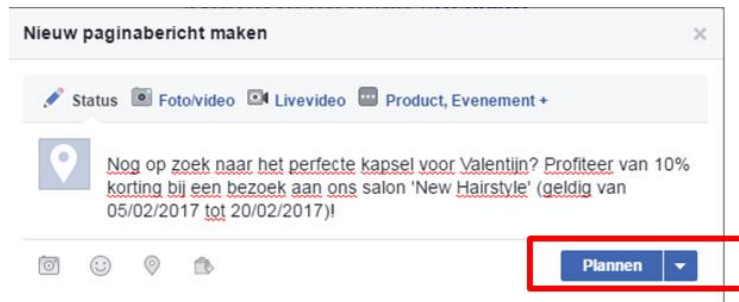 Nieuw paginabericht maken
Status Foto/video Livevideo Product, Evenement +
Nog op zoek naar het perfecte kapsel voor Valentijn? Profiteer van 10%
korting bij een bezoek aan ons salon 'New Hairstyle' (geldig van
05/02/2017 tot 20/02/2017)!
Plannen